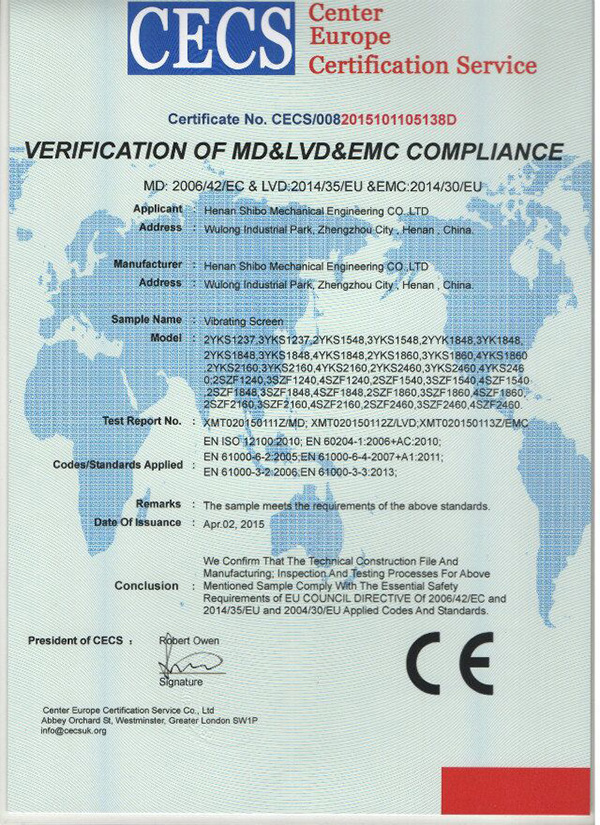 CECS
Center
Europe
Certification Service
Certificate No. CECS/0082015101105138D
VERIFICATION OF MD&LVD&EMC COMPLIANCE
MD: 2006/42/EC & LVD:2014/35/EU &EMC:2014/30/EU
Applicant : Henan Shibo Mechanical Engineering CO.,LTD
Address : Wulong Industrial Park, Zhengzhou City , Henan , China.
Manufacturer : Henan Shibo Mechanical Engineering CO.,LTD
Address : Wulong Industrial Park, Zhengzhou City , Henan , China.
Sample Name : Vibrating Screen
Model : 2YKS1237,3YKS1237,2YKS1548,3YKS1548,2YYK1848,3YK1848,
2YKS1848,3YKS1848,4YKS1848,2YKS1860,3YKS1860,4YKS1860
,2YKS2160,3YKS2160,4YKS2160,2YKS2460,3YKS2460,4YKS246
0;2SZF1240,3SZF1240,4SZF1240,2SZF1540,3SZF1540,4SZF1540
,2SZF1848,3SZF1848,4SZF1848,2SZF1860,3SZF1860,4SZF1860,
2SZF2160,3SZF2160,4SZF2160,2SZF2460,3SZF2460,4SZF2460.
Test Report No. : XMT020150111Z/MD; XMT020150112Z/LVD;XMT020150113Z/EMC
EN ISO 12100:2010; EN 60204-1:2006+AC:2010;
Codes/Standards Applied : EN 61000-6-2:2005;EN 61000-6-4:2007+A1:2011;
EN 61000-3-2:2006;EN 61000-3-3:2013;
Remarks : The sample meets the requirements of the above standards.
Date Of Issuance : Apr.02, 2015
We Confirm That The Technical Construction File And
Manufacturing; Inspection And Testing Processes For Above
Conclusion : Mentioned Sample Comply With The Essential Safety
Requirements of EU COUNCIL DIRECTIVE Of 2006/42/EC and
2014/35/EU and 2004/30/EU Applied Codes And Standards.
President of CECS : Robert Owen
Signature
CE
Center Europe Certification Service Co., Ltd
Abbey Orchard St, Westminster, Greater London SW1P
info@cecsuk.org